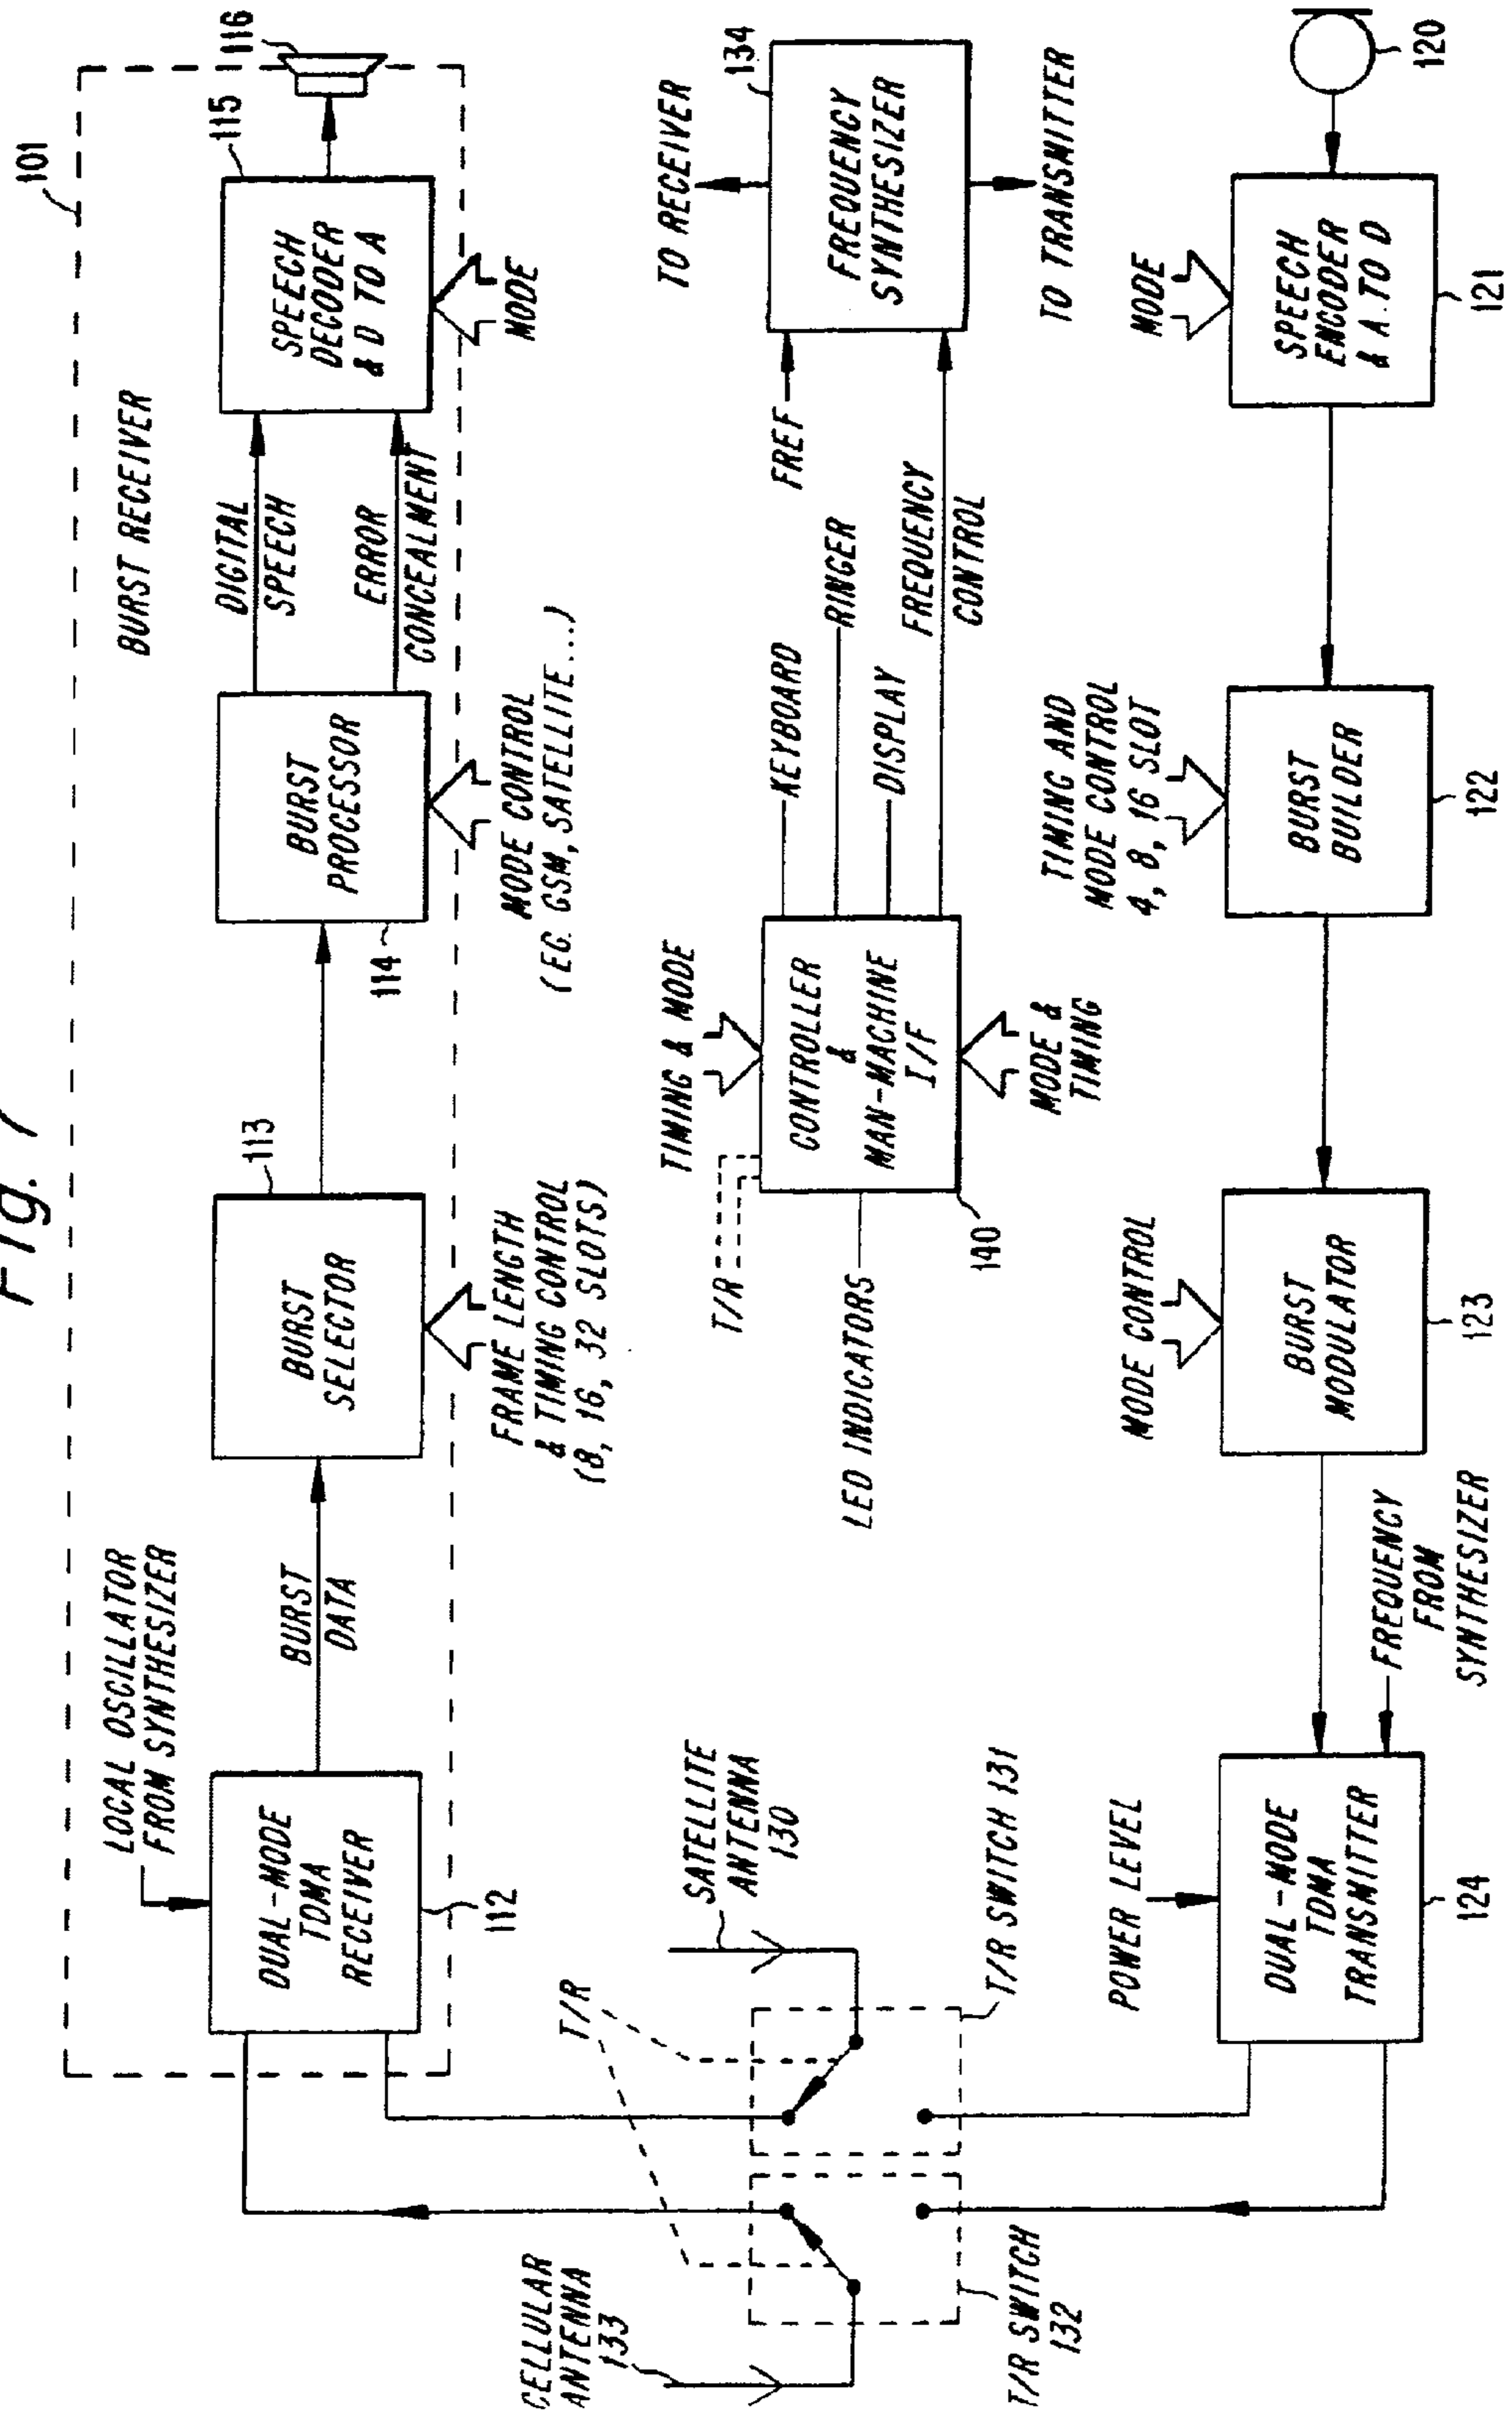 Fig. 7
101
BURST RECEIVER
LOCAL OSCILLATOR
FROM SYNTHESIZER
DUAL-MODE
TDMA
RECEIVER
112
BURST
DATA
BURST
SELECTOR
113
FRAME LENGTH
& TIMING CONTROL
(8, 16, 32 SLOTS)
BURST
PROCESSOR
114
MODE CONTROL
(EG. GSM, SATELLITE...)
DIGITAL
SPEECH
ERROR
CONCEALMENT
SPEECH
DECODER
& D TO A
115
MODE
116
CELLULAR
ANTENNA
133
T/R
SATELLITE
ANTENNA
130
T/R SWITCH 131
T/R SWITCH
132
T/R
TIMING & MODE
LED INDICATORS
CONTROLLER
&
MAN-MACHINE
I/F
140
MODE &
TIMING
KEYBOARD
RINGER
DISPLAY
FREQUENCY
CONTROL
FREF
TO RECEIVER
134
FREQUENCY
SYNTHESIZER
TO TRANSMITTER
POWER LEVEL
DUAL-MODE
TDMA
TRANSMITTER
124
FREQUENCY
FROM
SYNTHESIZER
MODE CONTROL
BURST
MODULATOR
123
TIMING AND
MODE CONTROL
4, 8, 16 SLOT
BURST
BUILDER
122
MODE
SPEECH
ENCODER
& A TO D
121
120